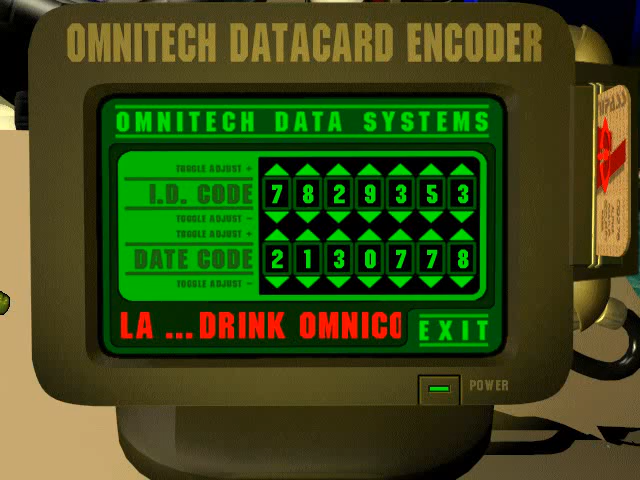 OMNITECH DATACARD ENCODER
OMNITECH DATA SYSTEMS
TOGGLE ADJUST +
I.D. CODE 7 8 2 9 3 5 3
TOGGLE ADJUST -
TOGGLE ADJUST +
DATE CODE 2 1 3 0 7 7 8
TOGGLE ADJUST -
LA ...DRINK OMNICO
EXIT
POWER